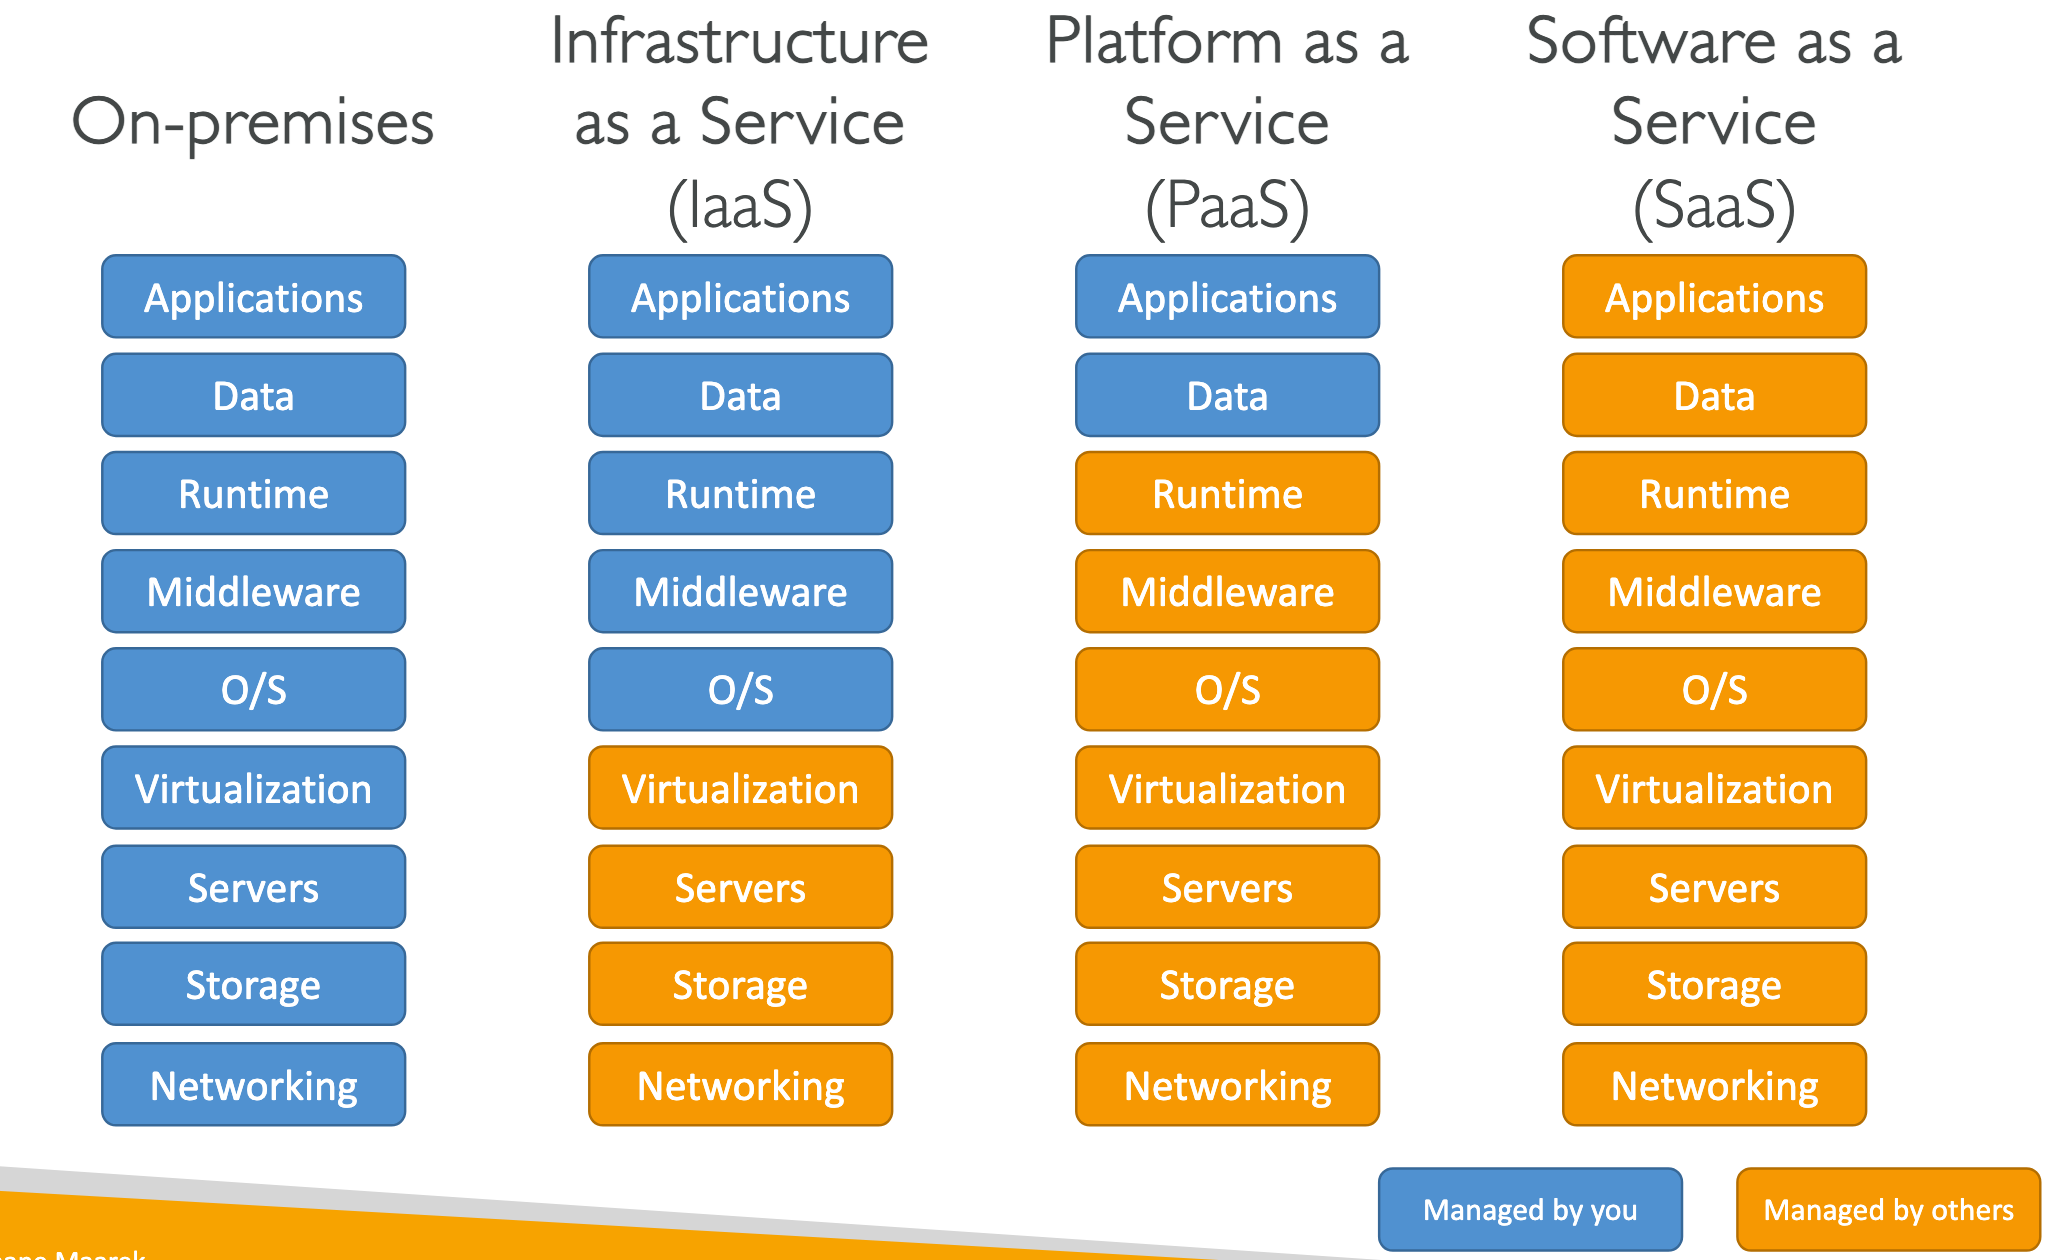 On-premises
Applications
Data
Runtime
Middleware
O/S
Virtualization
Servers
Storage
Networking
Infrastructure
as a Service
(IaaS)
Applications
Data
Runtime
Middleware
O/S
Virtualization
Servers
Storage
Networking
Platform as a
Service
(PaaS)
Applications
Data
Runtime
Middleware
O/S
Virtualization
Servers
Storage
Networking
Software as a
Service
(SaaS)
Applications
Data
Runtime
Middleware
O/S
Virtualization
Servers
Storage
Networking
Managed by you
Managed by others